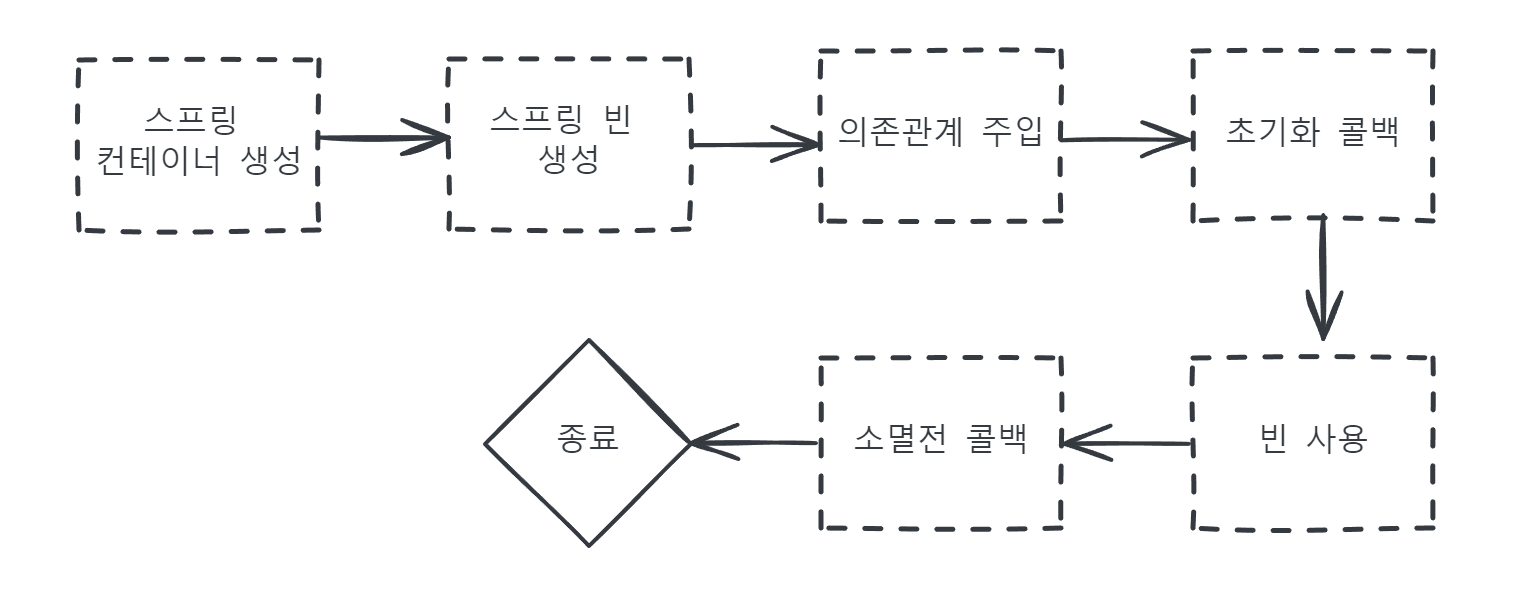 스프링
컨테이너 생성
스프링 빈
생성
의존관계 주입
초기화 콜백
빈 사용
소멸전 콜백
종료